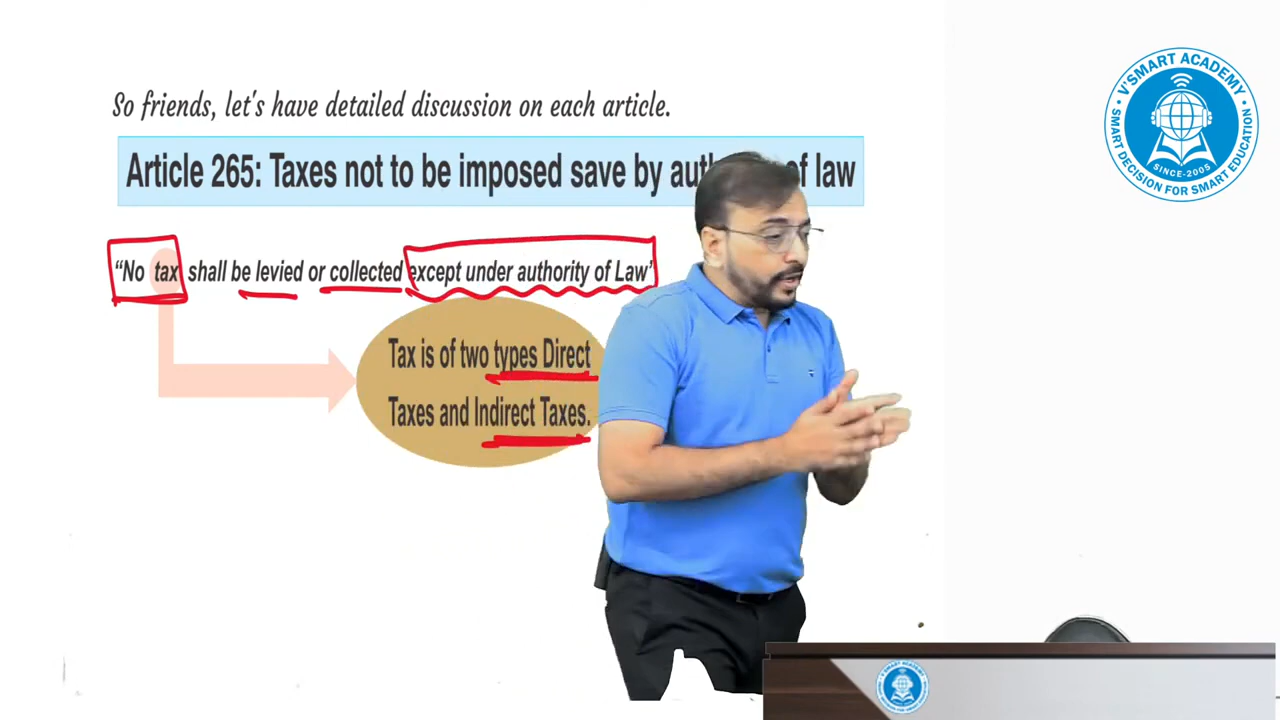 So friends, let's have detailed discussion on each article.
Article 265: Taxes not to be imposed save by of law
“No tax shall be levied or collected except under authority of Law’
Tax is of two types Direct
Taxes and Indirect Taxes.
V'SMART ACADEMY
SINCE-2005
SMART DECISION FOR SMART EDUCATION